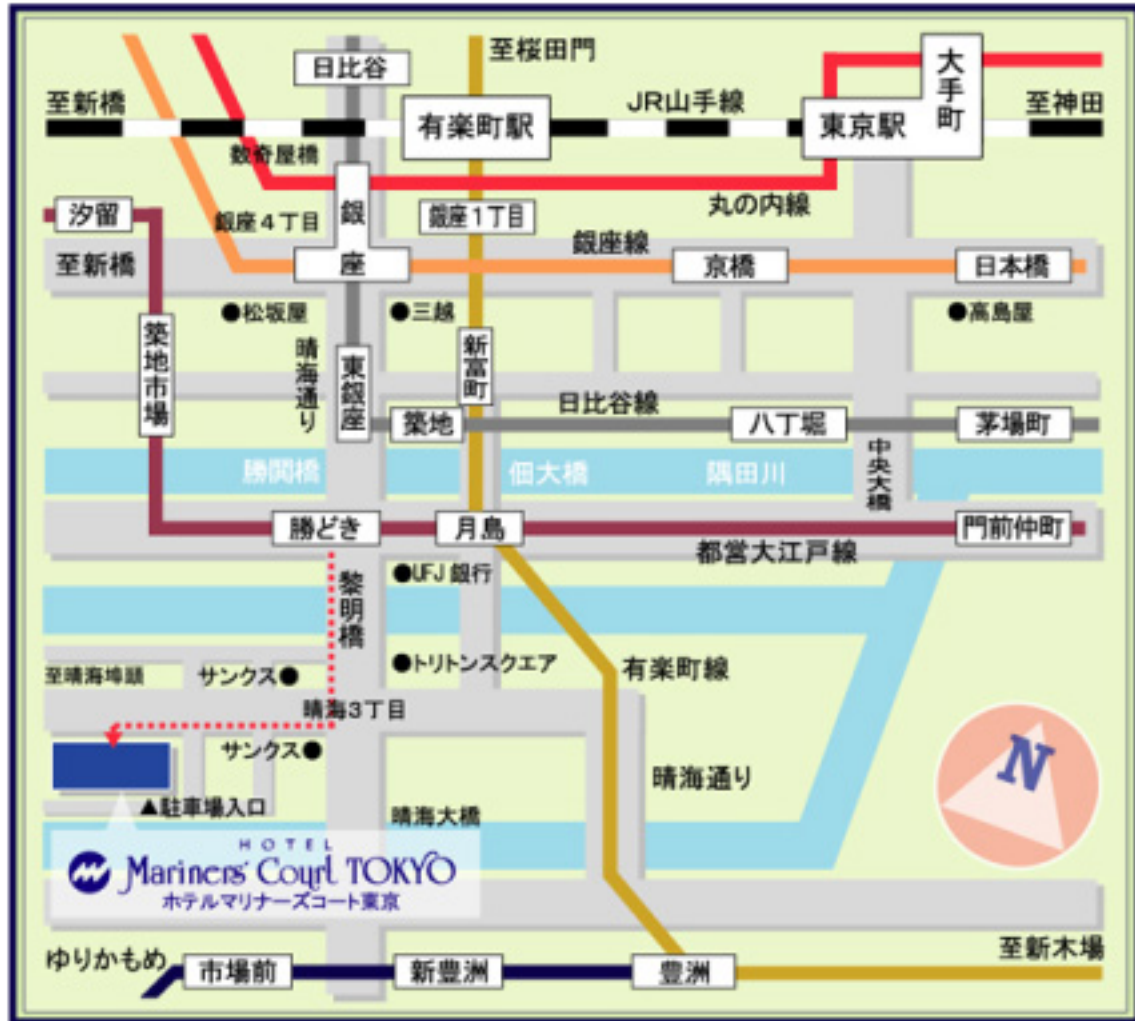 至桜田門
日比谷
大手町
至新橋
有楽町駅
JR山手線
東京駅
至神田
数奇屋橋
丸の内線
汐留
銀座4丁目
銀座
銀座1丁目
銀座線
至新橋
京橋
日本橋
●松坂屋
●三越
●高島屋
築地市場
晴海通り
東銀座
新富町
日比谷線
築地
八丁堀
茅場町
勝鬨橋
佃大橋
隅田川
中央大橋
勝どき
月島
門前仲町
都営大江戸線
黎明橋
●UFJ銀行
至晴海埠頭
サンクス●
●トリトンスクエア
有楽町線
晴海3丁目
サンクス●
晴海通り
N
▲駐車場入口
晴海大橋
HOTEL
Mariners' Court TOKYO
ホテルマリナーズコート東京
ゆりかもめ
市場前
新豊洲
豊洲
至新木場